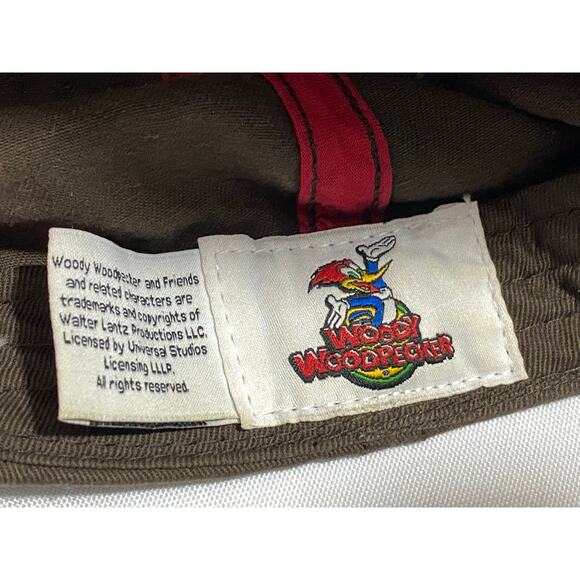 Woody Woodpecker and Friends
and related characters are
trademarks and copyrights of
Walter Lantz Productions LLC.
Licensed by Universal Studios
Licensing LLLP.
All rights reserved.
WOODY
WOODPECKER